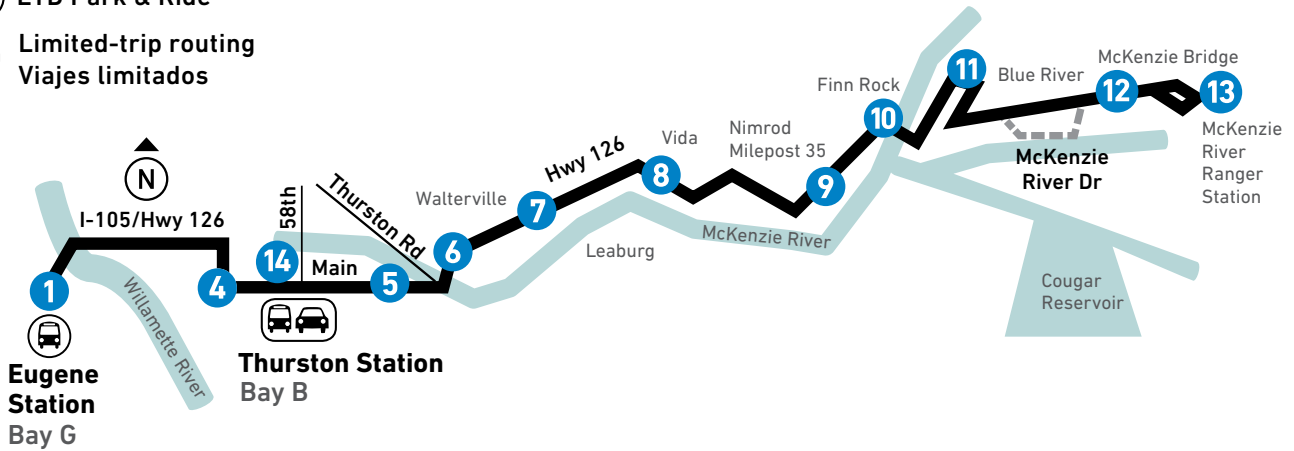 LTD Park & Ride
Limited-trip routing
Viajes limitados
N
I-105/Hwy 126
58th
Thurston Rd
Main
1
4
14
5
6
7
8
9
10
11
12
13
Walterville
Hwy 126
Vida
Nimrod
Milepost 35
Finn Rock
Blue River
McKenzie Bridge
McKenzie
River
Ranger
Station
McKenzie
River Dr
McKenzie River
Leaburg
Cougar
Reservoir
Willamette River
Eugene
Station
Bay G
Thurston Station
Bay B